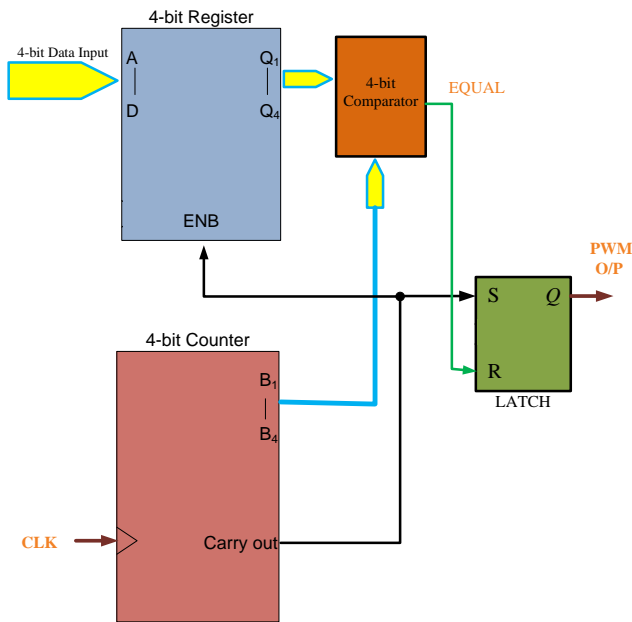 4-bit Register
4-bit Data Input
A
D
Q1
Q4
ENB
4-bit
Comparator
EQUAL
PWM
O/P
S
Q
R
LATCH
4-bit Counter
B1
B4
CLK
Carry out